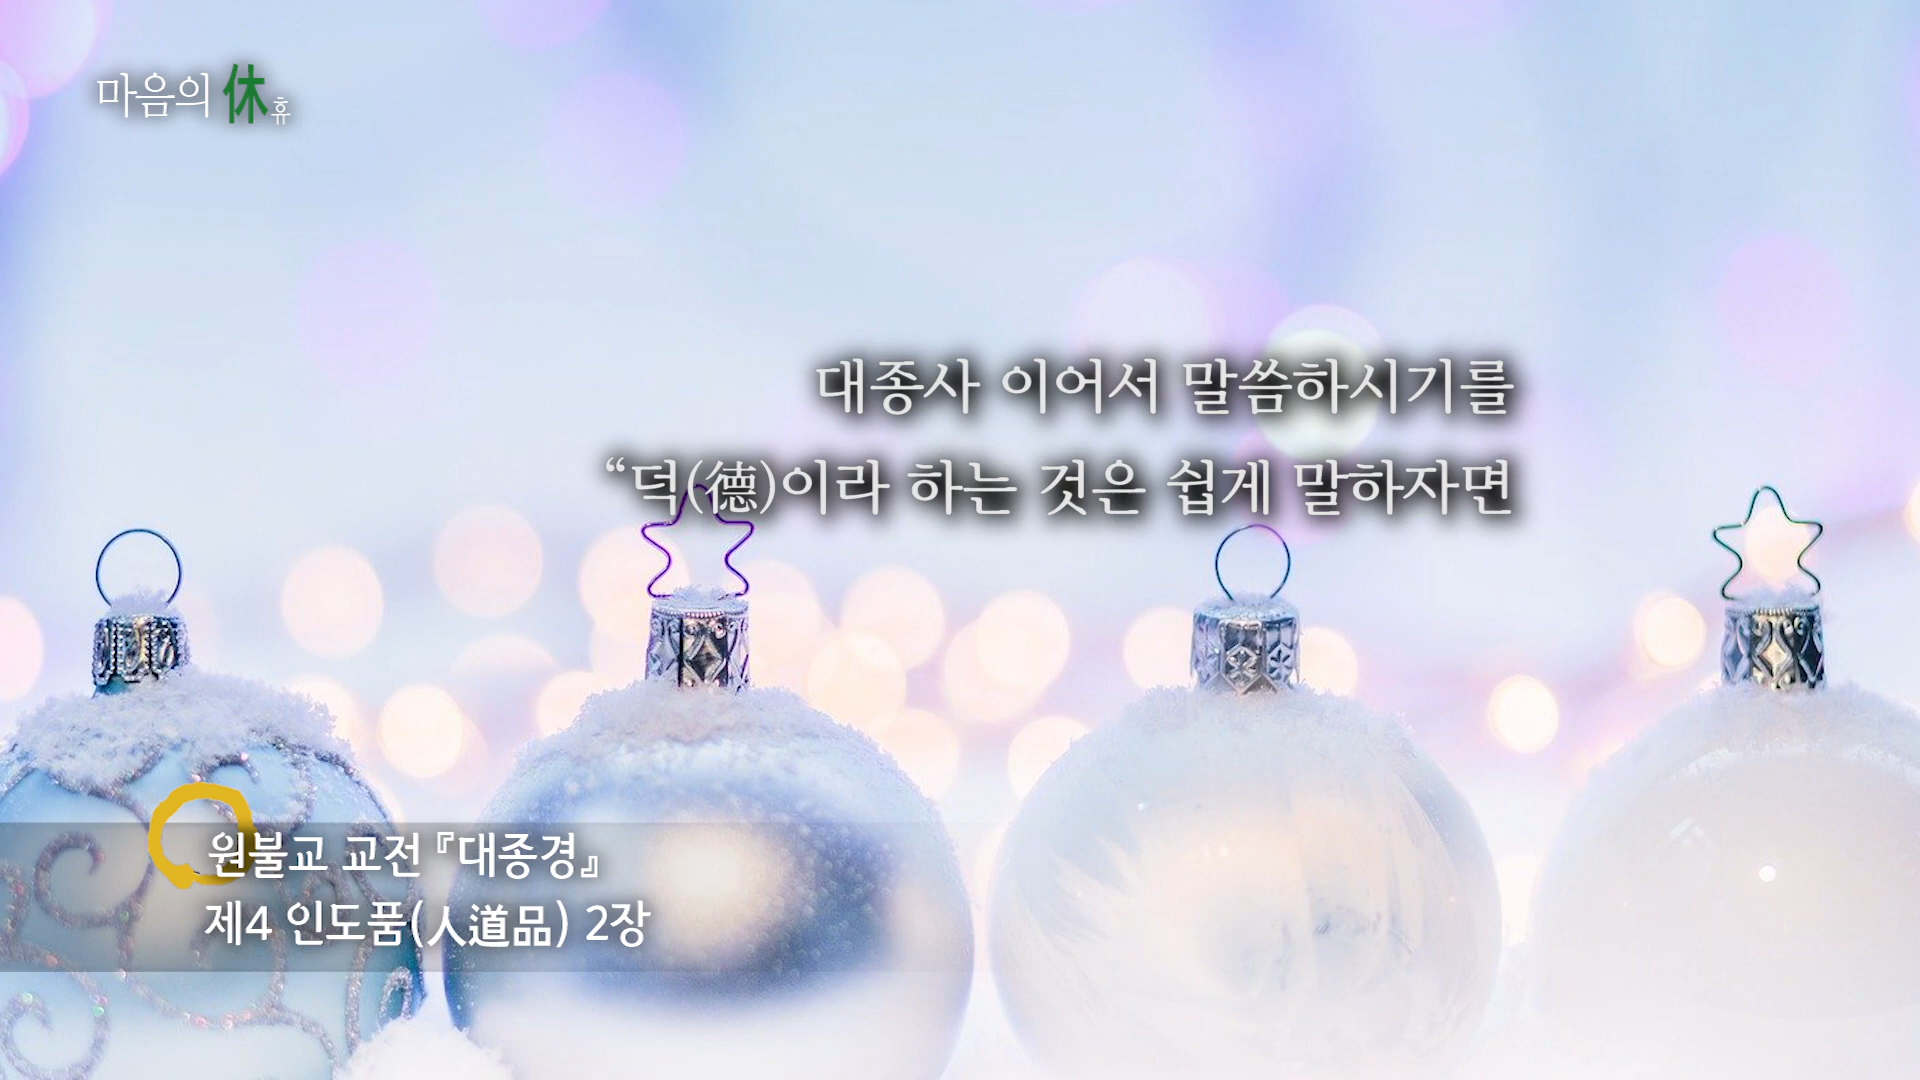 마음의 休휴
대종사 이어서 말씀하시기를
“덕(德)이라 하는 것은 쉽게 말하자면
원불교 교전 『대종경』
제4 인도품(人道品) 2장